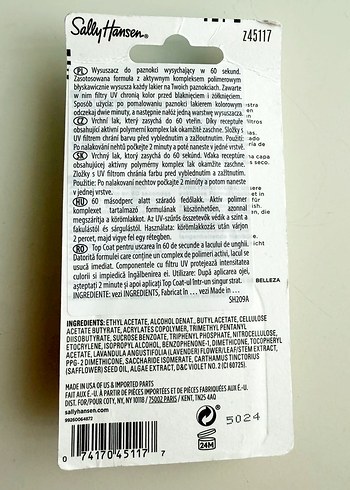 Sally Hansen®
Z45117
PL Wysuszacz do paznokci wysychający w 60 sekund.
Zastosowana formuła z aktywnym kompleksem polimerowym
błyskawicznie wysusza każdy lakier na Twoich paznokciach. Zawarte
w nim filtry UV chronią kolor przed blaknięciem i żółknięciem.
Sposób użycia: po pomalowaniu paznokci lakierem kolorowym
odczekaj dwie minuty, a następnie nałóż jedną warstwę wysuszacza.
CZ Vrchní lak, který zasychá do 60 vteřin. Díky receptuře
obsahující aktivní polymerní komplex lak okamžitě zaschne. Složky s
UV filtrem chrání barvu před vyblednutím a zažloutnutím. Použití:
Po nalakování nehtů počkejte 2 minuty a poté naneste v jedné vrstvě.
SK Vrchný lak, ktorý zasychá do 60 sekúnd. Vďaka receptúre
obsahujúcej aktívny polymérny komplex lak okamžite zaschne.
Zložky s UV filtrom chránia farbu pred vyblednutím a zažltnutím.
Použitie: Po nalakovaní nechtov počkajte 2 minúty a potom naneste
v jednej vrstve.
HU 60 másodperc alatt száradó fedőlakk. Aktív polimer
komplexet tartalmazó formulának köszönhetően, azonnal
megszárítja a körömlakkot. Az UV-szűrős összetevők védik a színt a
fakulástól és sárgulástól. Használata: körömlakkozás után várjon
2 percet, majd vigye fel egy rétegben.
RO Top Coat pentru uscarea în 60 de secunde a lacului de unghii.
Datorită formulei care conține un complex de polimeri activi, lacul se
usucă imediat. Componentele cu filtru UV protejează intensitatea
culorii si impiedică îngălbenirea ei. Utilizare: După aplicarea ojei,
așteptați 2 minute și apoi aplicați Top Coat-ul într-un singur strat.
INGREDIENTE: vezi INGREDIENTS, Fabricat în ... vezi Made in ...
SH209A
BELLEZA
INGREDIENTS: ETHYL ACETATE, ALCOHOL DENAT., BUTYL ACETATE, CELLULOSE
ACETATE BUTYRATE, ACRYLATES COPOLYMER, TRIMETHYL PENTANYL
DIISOBUTYRATE, SUCROSE BENZOATE, TRIPHENYL PHOSPHATE, NITROCELLULOSE,
ETOCRYLENE, ISOPROPYL ALCOHOL, BENZOPHENONE-1, DIMETHICONE, TOCOPHERYL
ACETATE, LAVANDULA ANGUSTIFOLIA (LAVENDER) FLOWER/LEAF/STEM EXTRACT,
PPG-2 DIMETHICONE, SACCHARIDE ISOMERATE, CARTHAMUS TINCTORIUS
(SAFFLOWER) SEED OIL, ALGAE EXTRACT, D&C VIOLET NO. 2 (CI 60725).
MADE IN USA OF US & IMPORTED PARTS
FAIT AUX É.-U. À PARTIR DE PIÈCES IMPORTÉES ET DE PIÈCES FABRIQUÉES AUX É.-U.
DIST. FOR/POUR COTY, NY, NY 10118 / 75002 PARIS / KENT, TN25 4AQ
sallyhansen.com
99260064872
0 74170 45117 7
24M
5024